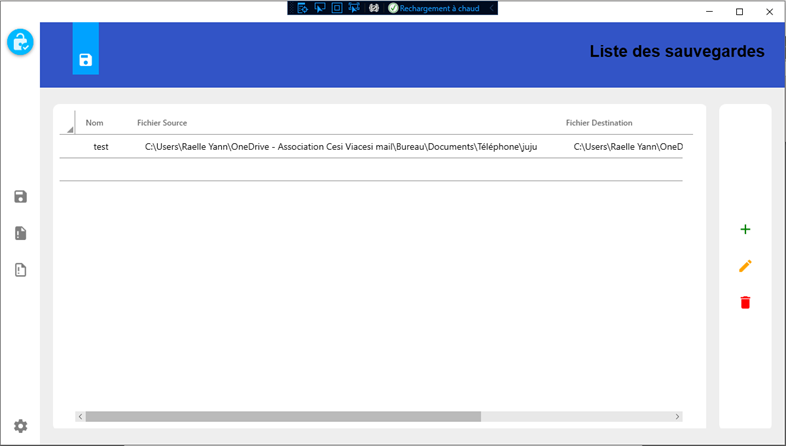 Rechargement à chaud
Liste des sauvegardes
Nom Fichier Source Fichier Destination
test C:\Users\Raelle Yann\OneDrive - Association Cesi Viacesi mail\Bureau\Documents\Téléphone\juju C:\Users\Raelle Yann\OneD